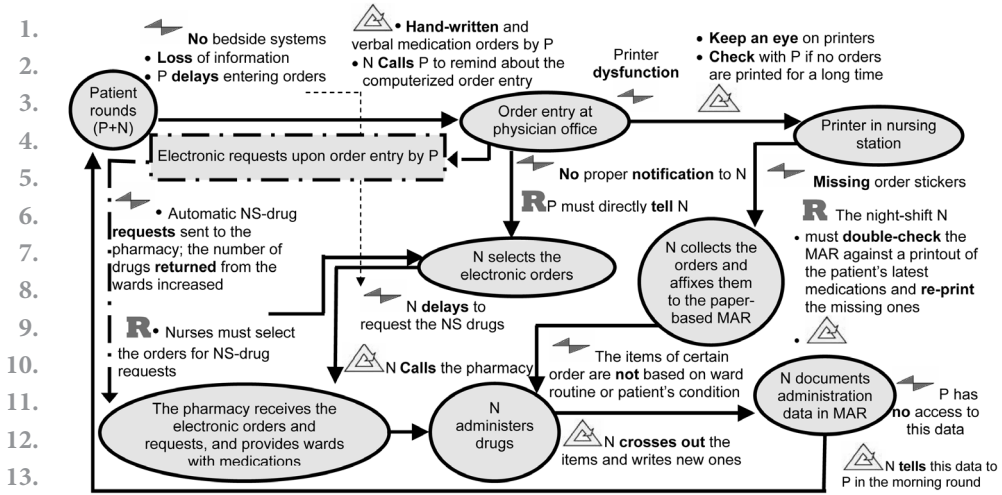 1.
2.
3.
4.
5.
6.
7.
8.
9.
10.
11.
12.
13.
No bedside systems
• Loss of information
• P delays entering orders
• Hand-written and
verbal medication orders by P
• N Calls P to remind about the
computerized order entry
Printer
dysfunction
• Keep an eye on printers
• Check with P if no orders
are printed for a long time
Patient
rounds
(P+N)
Order entry at
physician office
Printer in nursing
station
Electronic requests upon order entry by P
No proper notification to N
Missing order stickers
• Automatic NS-drug
requests sent to the
pharmacy; the number of
drugs returned from the
wards increased
R P must directly tell N
R The night-shift N
• must double-check the
MAR against a printout of
the patient's latest
medications and re-print
the missing ones
•
N selects the
electronic orders
N collects the
orders and
affixes them
to the paper-
based MAR
N delays to
request the NS drugs
R • Nurses must select
the orders for NS-drug
requests
N Calls the pharmacy
The items of certain
order are not based on ward
routine or patient's condition
N documents
administration
data in MAR
P has
no access to
this data
The pharmacy receives the
electronic orders and
requests, and provides wards
with medications
N
administers
drugs
N crosses out the
items and writes new ones
N tells this data to
P in the morning round